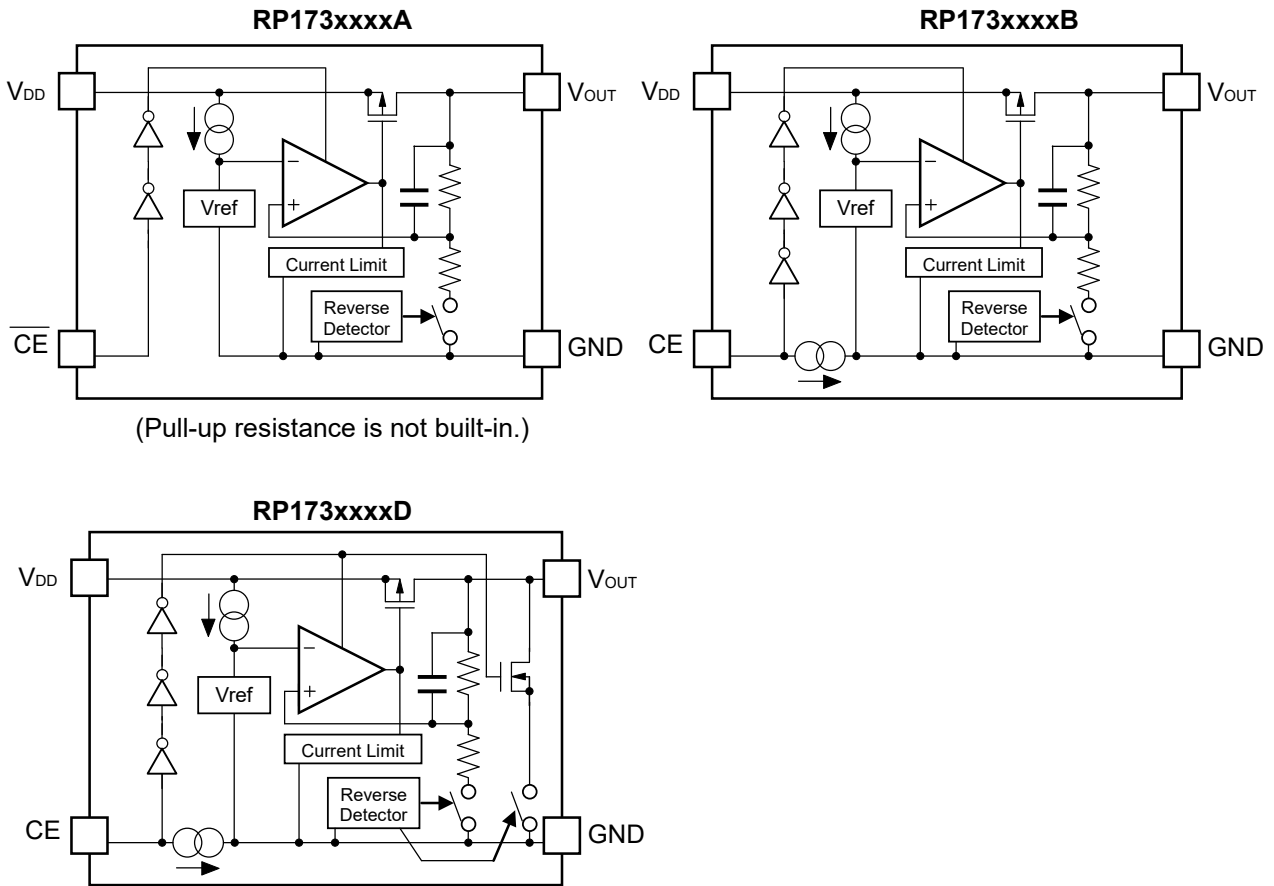 RP173xxxxA
VDD
VOUT
−
+
Vref
Current Limit
Reverse
Detector
C̅E̅
GND
(Pull-up resistance is not built-in.)
RP173xxxxB
VDD
VOUT
−
+
Vref
Current Limit
Reverse
Detector
CE
GND
RP173xxxxD
VDD
VOUT
−
+
Vref
Current Limit
Reverse
Detector
CE
GND